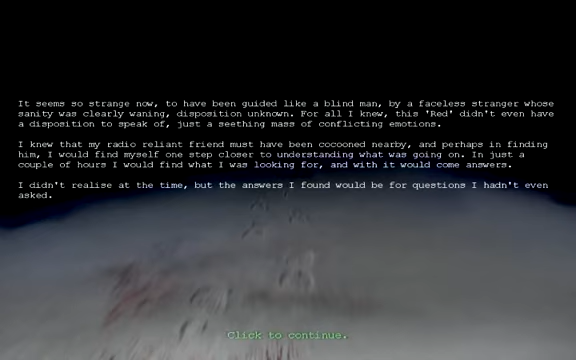 It seems so strange now, to have been guided like a blind man, by a faceless stranger whose
sanity was clearly waning, disposition unknown. For all I knew, this 'Red' didn't even have
a disposition to speak of, just a seething mass of conflicting emotions.
I knew that my radio reliant friend must have been cocooned nearby, and perhaps in finding
him, I would find myself one step closer to understanding what was going on. In just a
couple of hours I would find what I was looking for, and with it would come answers.
I didn't realise at the time, but the answers I found would be for questions I hadn't even
asked.
Click to continue.